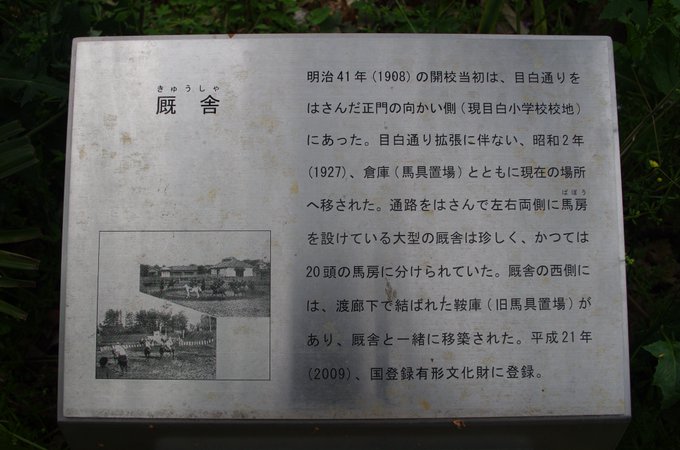 きゅうしゃ
厩舎
明治41年(1908)の開校当初は、目白通りを
はさんだ正門の向かい側(現目白小学校校地)
にあった。目白通り拡張に伴ない、昭和2年
(1927)、倉庫(馬具置場)とともに現在の場所
ばぼう
へ移された。通路をはさんで左右両側に馬房
を設けている大型の厩舎は珍しく、かつては
20頭の馬房に分けられていた。厩舎の西側に
は、渡廊下で結ばれた鞍庫(旧馬具置場)が
あり、厩舎と一緒に移築された。平成21年
(2009)、国登録有形文化財に登録。